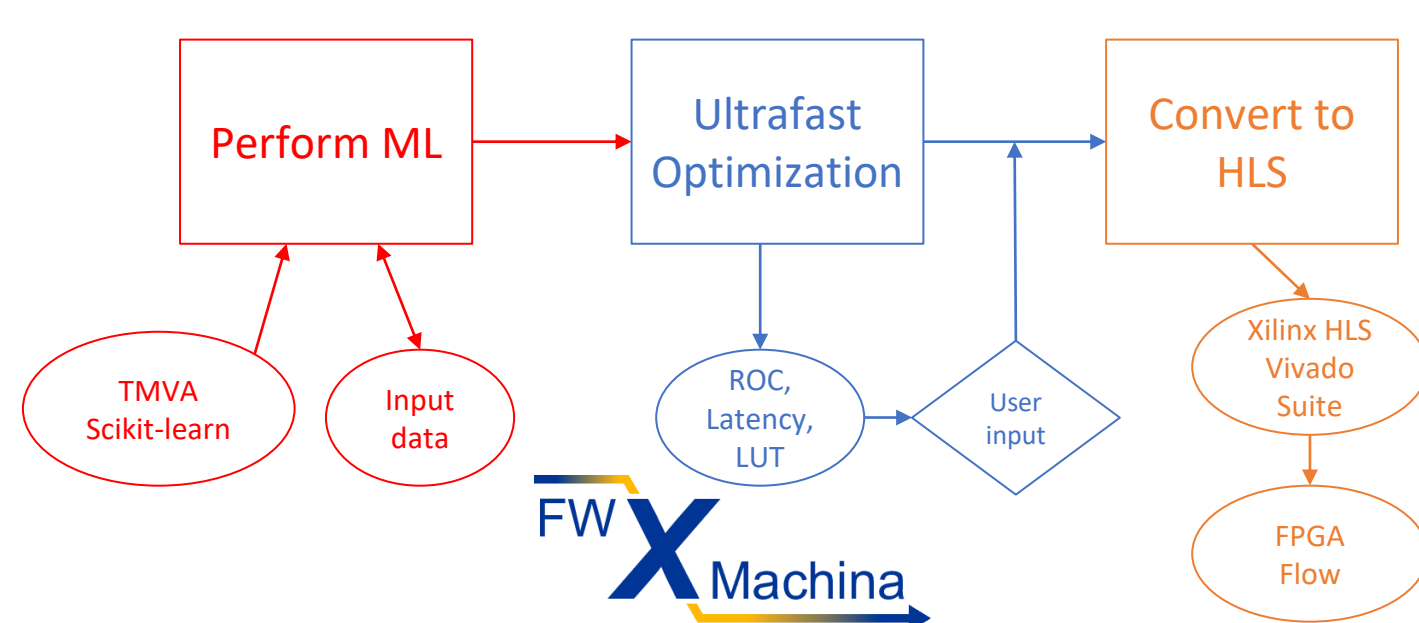 Perform ML
Ultrafast
Optimization
Convert to
HLS
TMVA
Scikit-learn
Input
data
ROC,
Latency,
LUT
User
input
Xilinx HLS
Vivado
Suite
FPGA
Flow
FW
X
Machina